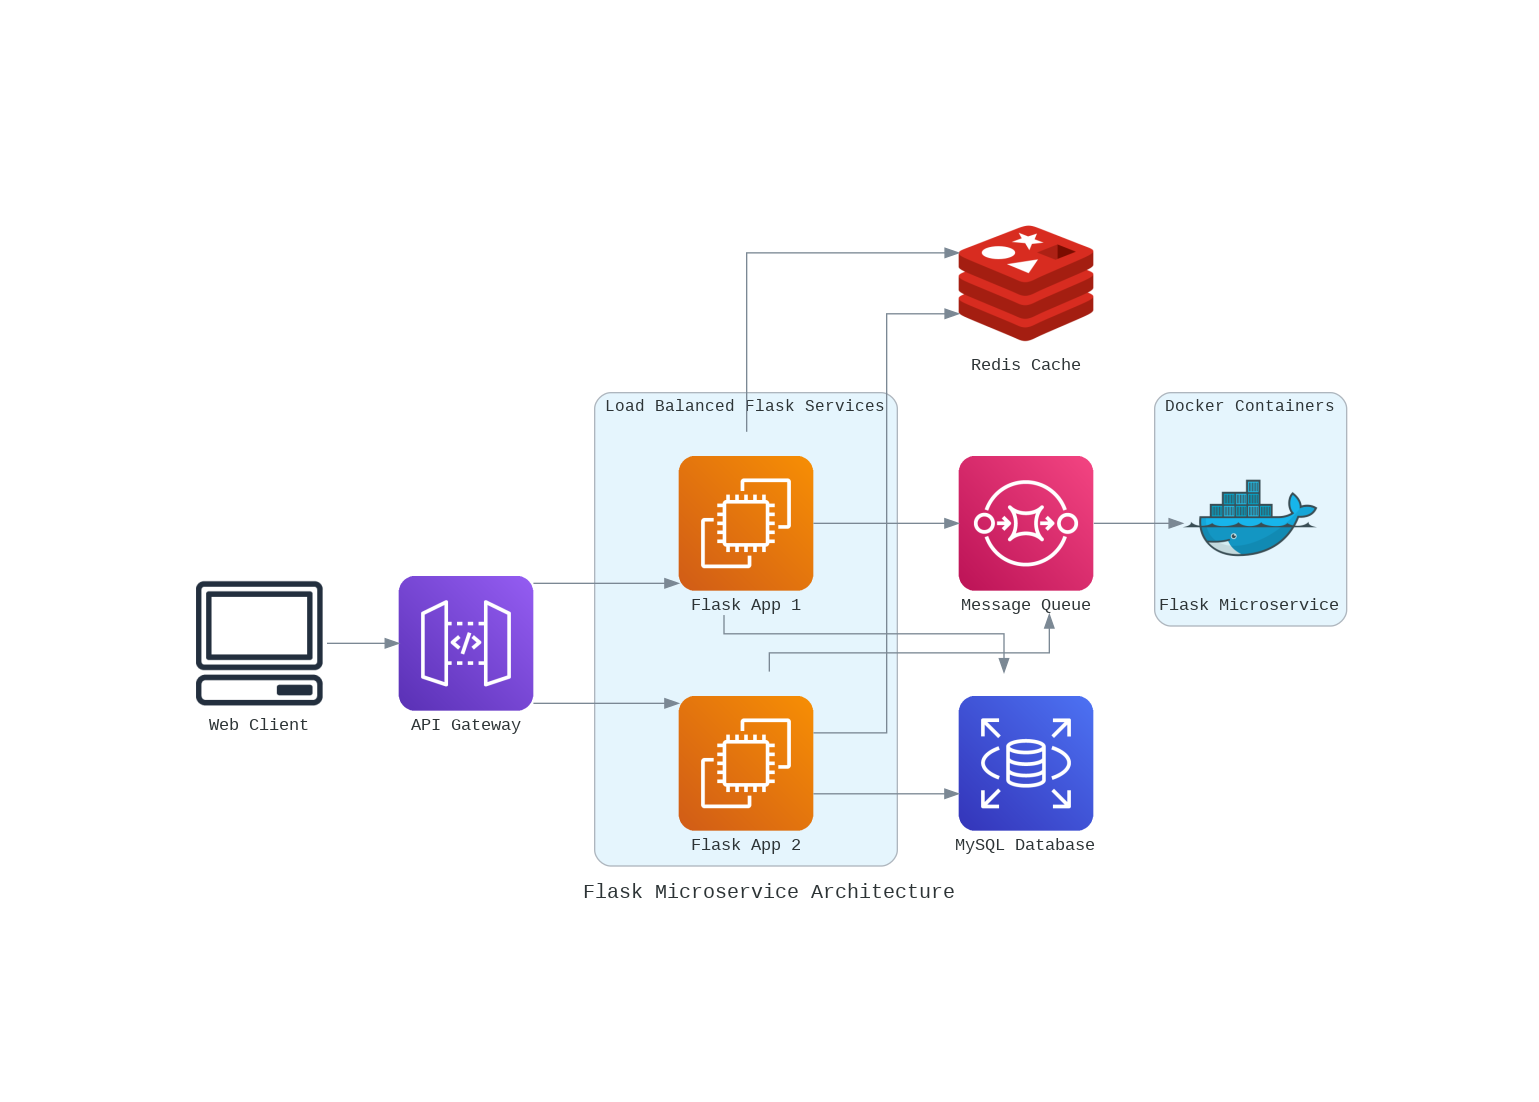 Redis Cache
Load Balanced Flask Services
Docker Containers
Flask App 1
Message Queue
Flask Microservice
Web Client
API Gateway
Flask App 2
MySQL Database
Flask Microservice Architecture